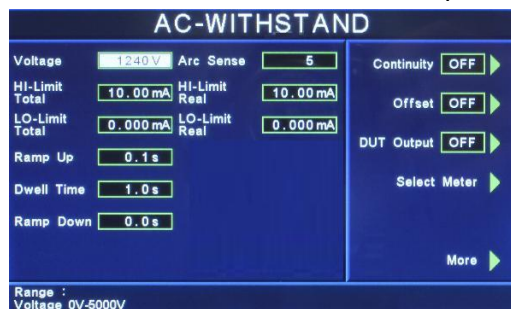 AC-WITHSTAND
Voltage 1240V Arc Sense 5
HI-Limit Total 10.00mA HI-Limit Real 10.00mA
LO-Limit Total 0.000mA LO-Limit Real 0.000mA
Ramp Up 0.1s
Dwell Time 1.0s
Ramp Down 0.0s
Continuity OFF
Offset OFF
DUT Output OFF
Select Meter
More
Range :
Voltage 0V-5000V